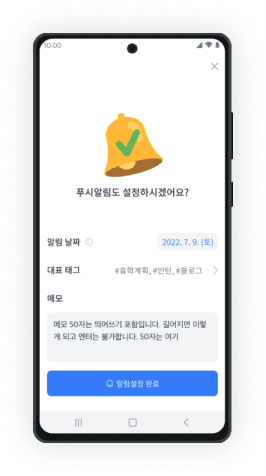 10:00
푸시알림도 설정하시겠어요?
알림 날짜
2022. 7. 9. (토)
대표 태그
#휴학계획, #인턴, #블로그
메모
메모 50자는 띄어쓰기 포함입니다. 길어지면 이렇
게 되고 엔터는 불가합니다. 50자는 여기
알림설정 완료